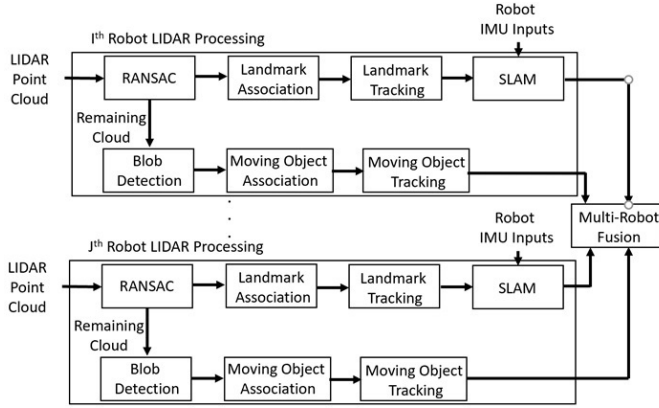 Robot
IMU Inputs
Ith Robot LIDAR Processing
LIDAR
Point
Cloud
RANSAC
Landmark
Association
Landmark
Tracking
SLAM
Remaining
Cloud
Blob
Detection
Moving Object
Association
Moving Object
Tracking
Multi-Robot
Fusion
Robot
IMU Inputs
Jth Robot LIDAR Processing
LIDAR
Point
Cloud
RANSAC
Landmark
Association
Landmark
Tracking
SLAM
Remaining
Cloud
Blob
Detection
Moving Object
Association
Moving Object
Tracking